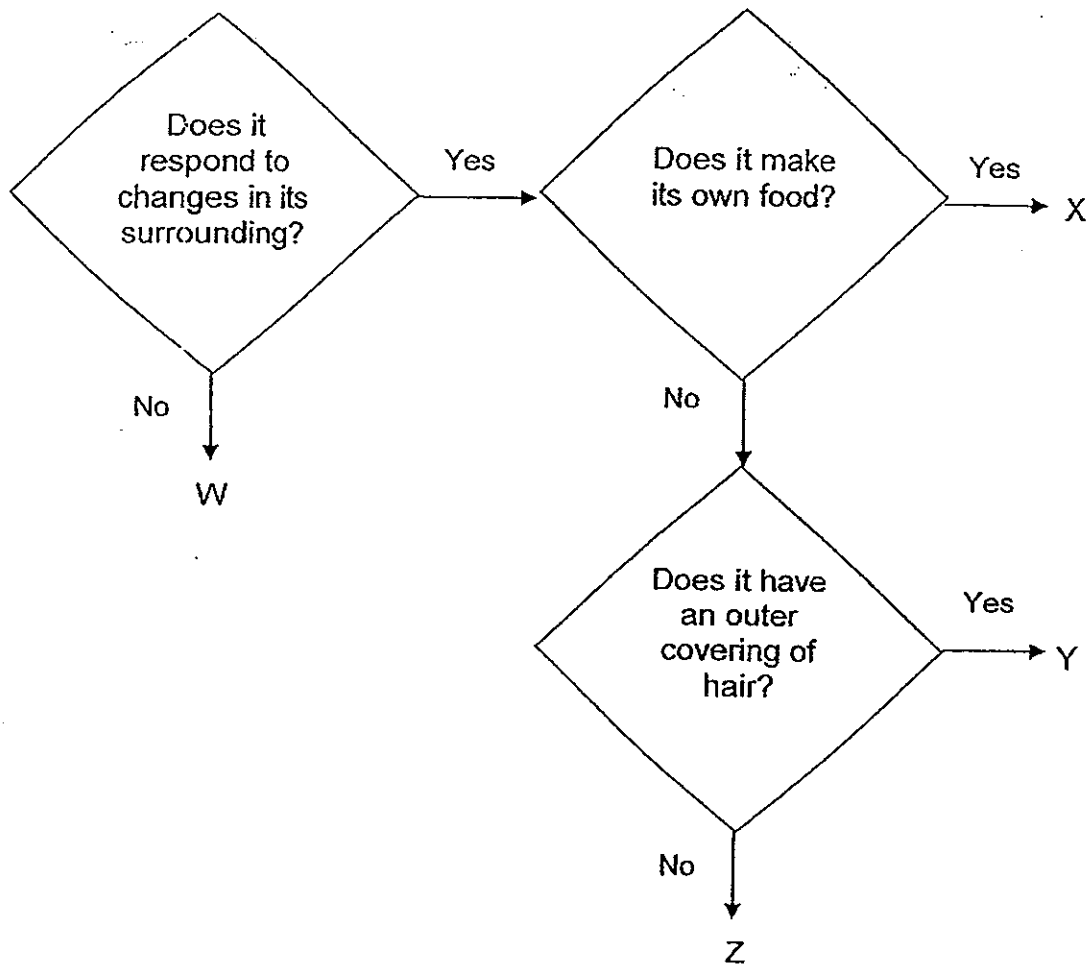 Does it
respond to
changes in its
surrounding?
Yes
Does it make
its own food?
Yes
X
No
W
No
Does it have
an outer
covering of
hair?
Yes
Y
No
Z